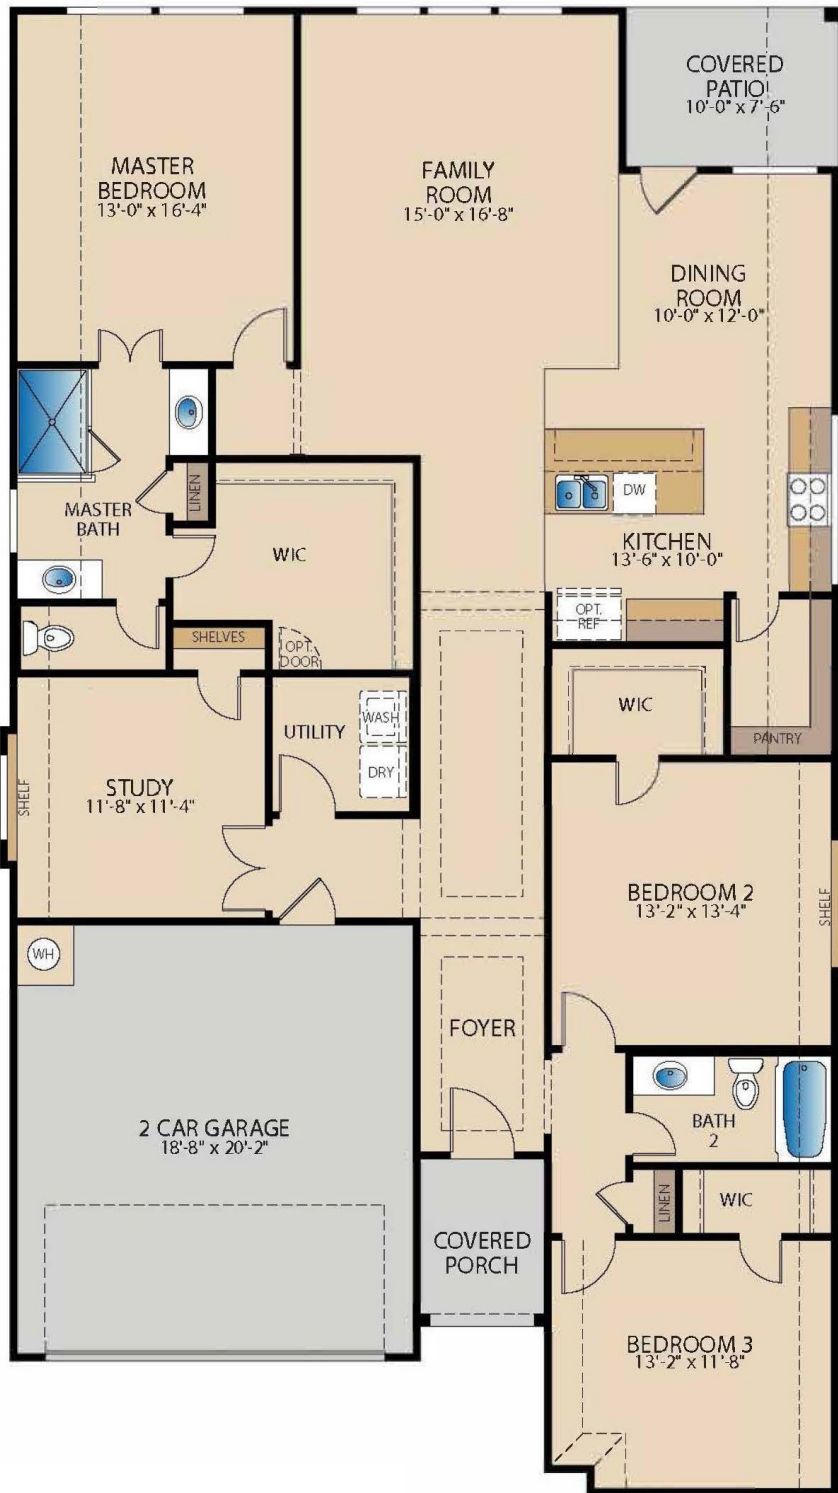 COVERED
PATIO
10'-0" x 7'-6"
MASTER
BEDROOM
13'-0" x 16'-4"
FAMILY
ROOM
15'-0" x 16'-8"
DINING
ROOM
10'-0" x 12'-0"
LINEN
MASTER
BATH
WIC
DW
KITCHEN
13'-6" x 10'-0"
OPT.
REF
SHELVES
OPT.
DOOR
WIC
PANTRY
UTILITY
WASH
DRY
STUDY
11'-8" x 11'-4"
SHELF
BEDROOM 2
13'-2" x 13'-4"
SHELF
WH
FOYER
BATH
2
2 CAR GARAGE
18'-8" x 20'-2"
LINEN
WIC
COVERED
PORCH
BEDROOM 3
13'-2" x 11'-8"